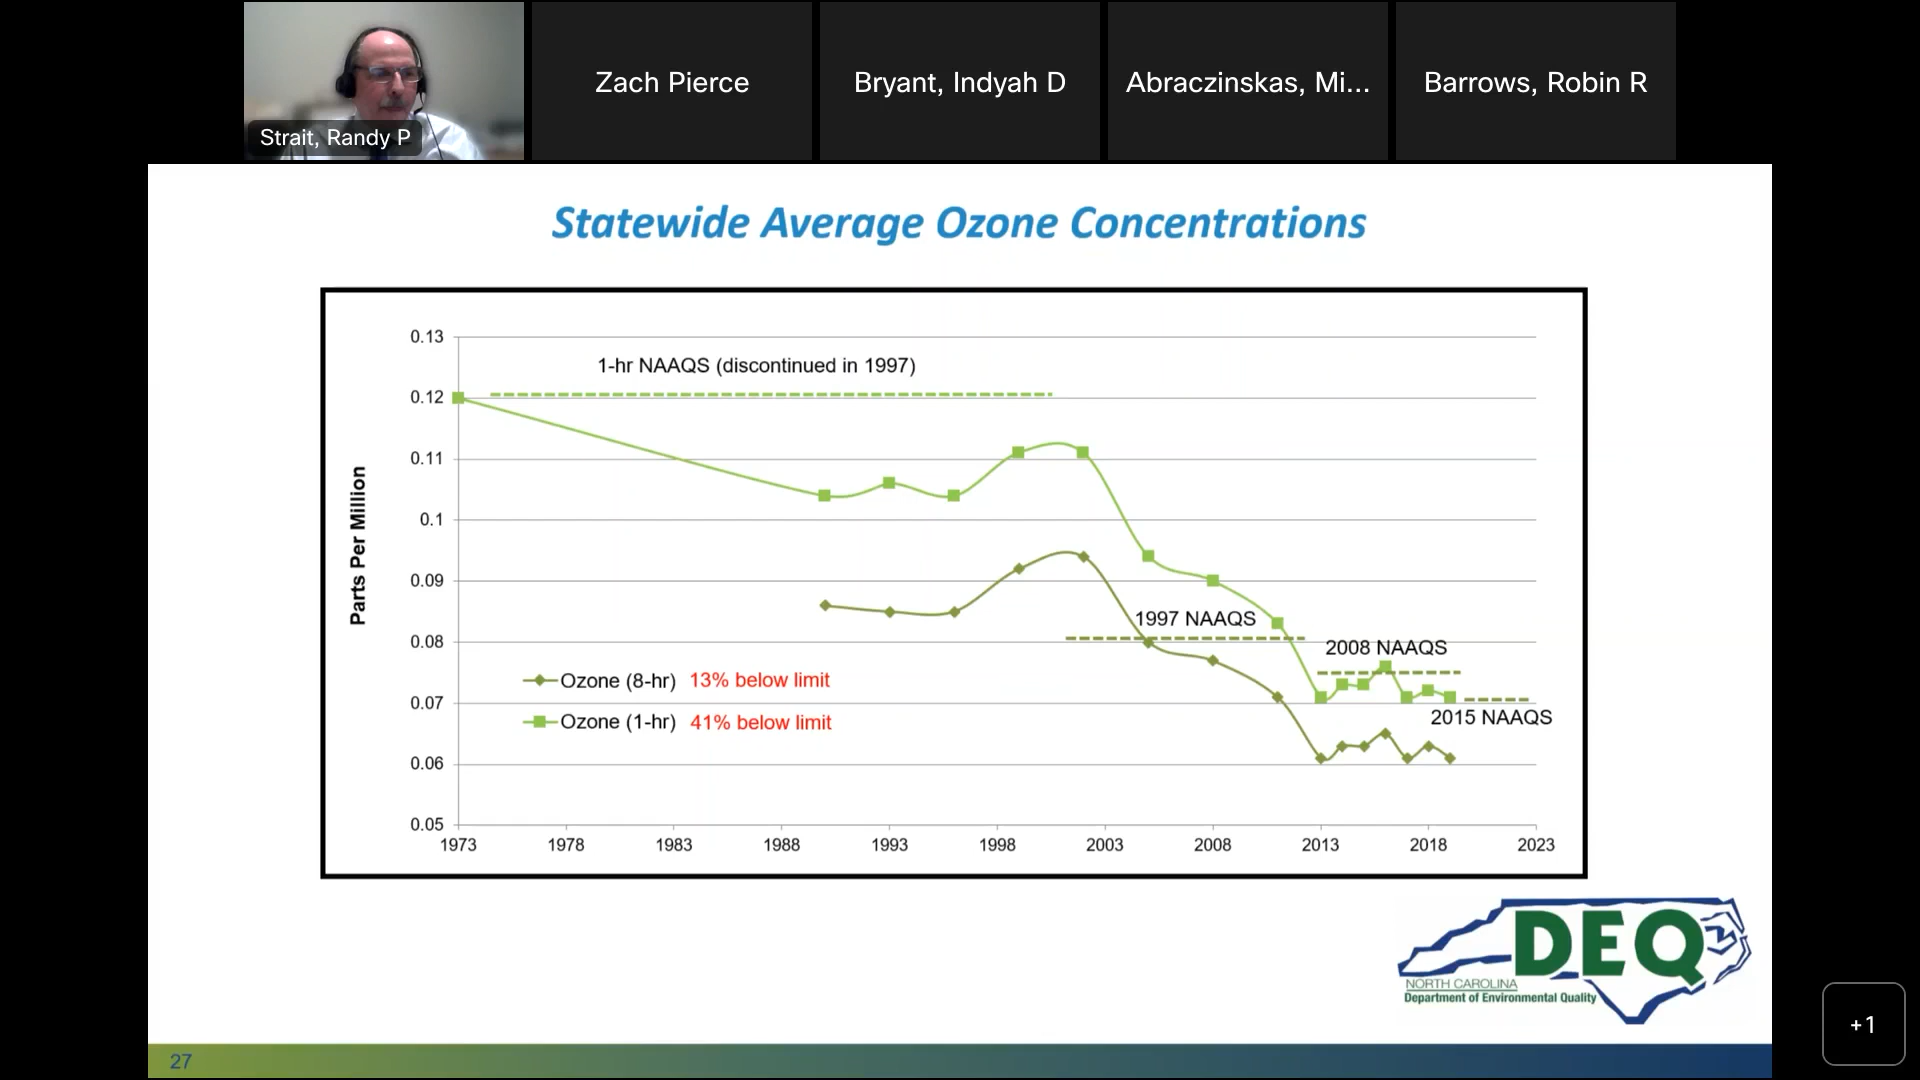 Strait, Randy P
Zach Pierce
Bryant, Indyah D
Abraczinskas, Mi...
Barrows, Robin R
Statewide Average Ozone Concentrations
1-hr NAAQS (discontinued in 1997)
1997 NAAQS
2008 NAAQS
2015 NAAQS
Ozone (8-hr) 13% below limit
Ozone (1-hr) 41% below limit
Parts Per Million
0.13
0.12
0.11
0.1
0.09
0.08
0.07
0.06
0.05
1973 1978 1983 1988 1993 1998 2003 2008 2013 2018 2023
DEQ
NORTH CAROLINA
Department of Environmental Quality
27
+1